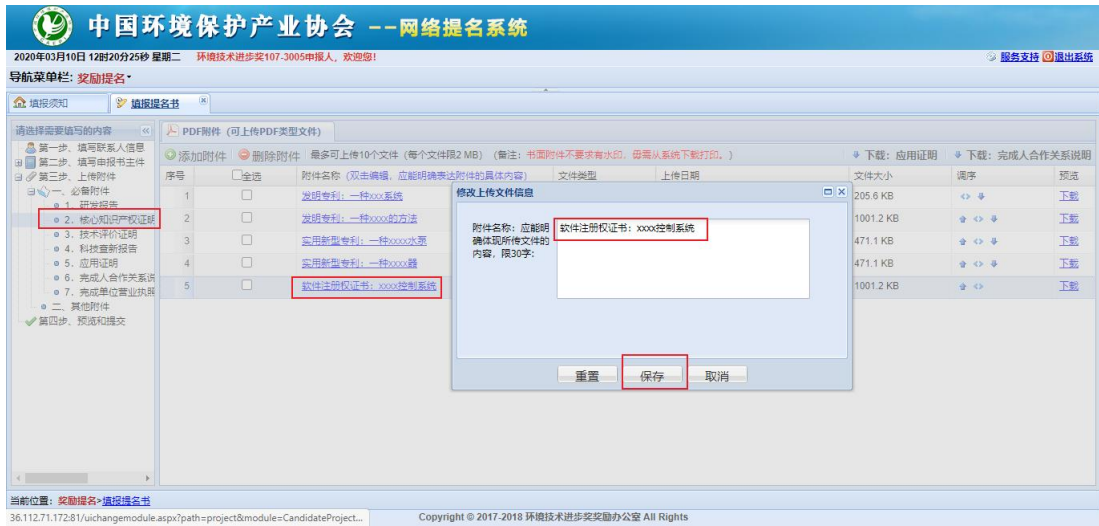 中国环境保护产业协会 --网络提名系统
2020年03月10日 12时20分25秒 星期二 环境技术进步奖107-3005申报人，欢迎您！ 服务支持 退出系统
导航菜单栏: 奖励提名
填报须知 填报提名书
请选择需要填写的内容 PDF附件 (可上传PDF类型文件)
第一步、填写联系人信息
第二步、填写申报书主件
第三步、上传附件
一、必备附件
1. 研发报告
2. 核心知识产权证明
3. 技术评价证明
4. 科技查新报告
5. 应用证明
6. 完成人合作关系说
7. 完成单位营业执照
二、其他附件
第四步、预览和提交
添加附件 删除附件 最多可上传10个文件 (每个文件限2 MB) (备注: 书面附件不要求有水印，毋需从系统下载打印。) 下载: 应用证明 下载: 完成人合作关系说明
序号 全选 附件名称 (双击编辑，应能明确表达附件的具体内容) 文件类型 上传日期 文件大小 调序 预览
1 发明专利: 一种xxx系统 205.6 KB 下载
2 发明专利: 一种xxxx的方法 1001.2 KB 下载
3 实用新型专利: 一种xxxx水泵 471.1 KB 下载
4 实用新型专利: 一种xxxx器 471.1 KB 下载
5 软件注册权证书: xxxx控制系统 1001.2 KB 下载
修改上传文件信息
附件名称: 应能明
确体现所传文件的
内容，限30字:
软件注册权证书: xxxx控制系统
重置 保存 取消
当前位置: 奖励提名>填报提名书
36.112.71.172:81/uichangemodule.aspx?path=project&module=CandidateProject... Copyright © 2017-2018 环境技术进步奖奖励办公室 All Rights